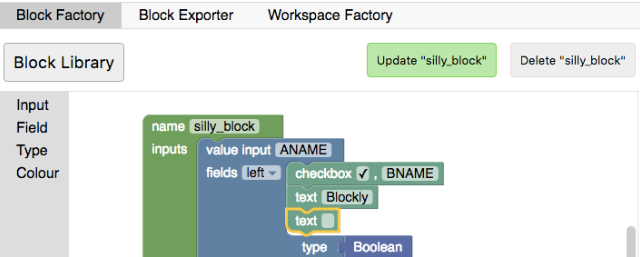 Block Factory Block Exporter Workspace Factory
Block Library Update "silly_block" Delete "silly_block"
Input
Field
Type
Colour
name silly_block
inputs value input ANAME
fields left checkbox ✓ , BNAME
text Blockly
text
type Boolean